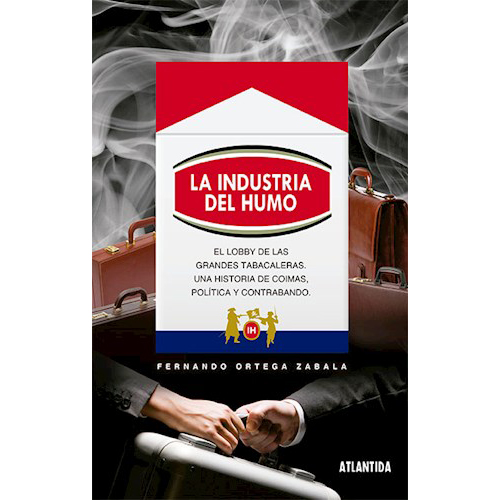 LA INDUSTRIA
DEL HUMO
EL LOBBY DE LAS
GRANDES TABACALERAS.
UNA HISTORIA DE COIMAS,
POLÍTICA Y CONTRABANDO.
IH
FERNANDO ORTEGA ZABALA
ATLANTIDA